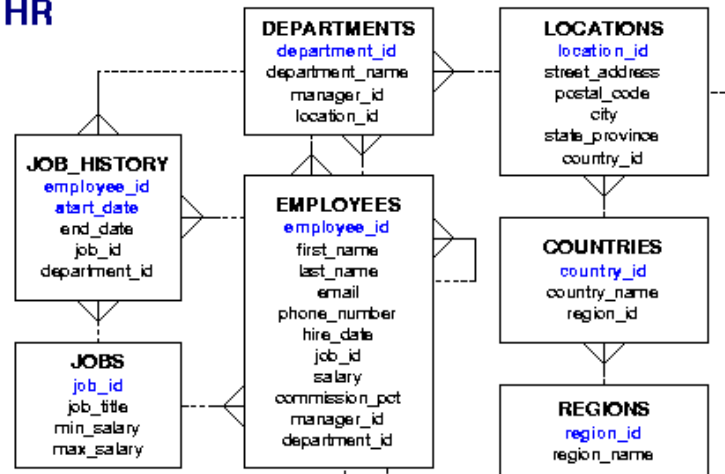 HR
DEPARTMENTS
department_id
department_name
manager_id
location_id
LOCATIONS
location_id
street_address
postal_code
city
state_province
country_id
JOB_HISTORY
employee_id
start_date
end_date
job_id
department_id
EMPLOYEES
employee_id
first_name
last_name
email
phone_number
hire_date
job_id
salary
commission_pct
manager_id
department_id
COUNTRIES
country_id
country_name
region_id
JOBS
job_id
job_title
min_salary
max_salary
REGIONS
region_id
region_name